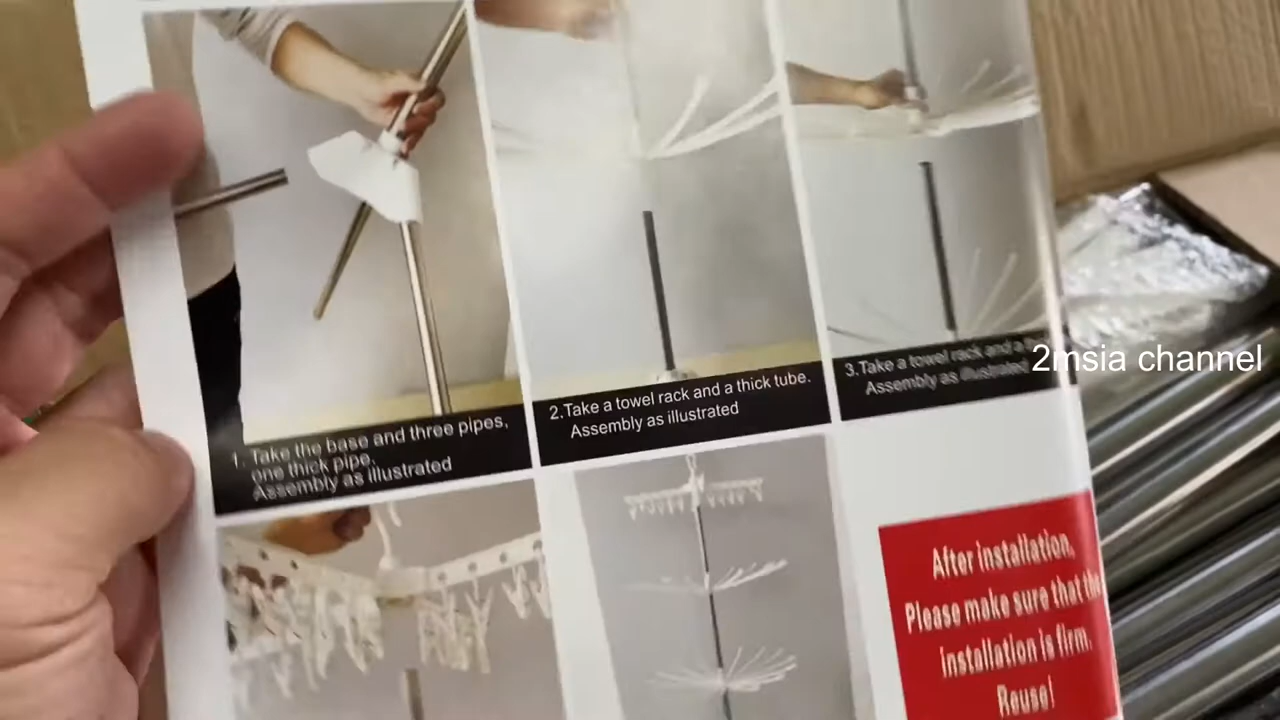 1. Take the base and three pipes,
one thick pipe.
Assembly as illustrated
2.Take a towel rack and a thick tube.
Assembly as illustrated
3.Take a towel rack and a
Assembly as illustrated
2msia channel
After installation,
Please make sure that the
installation is firm.
Reuse!